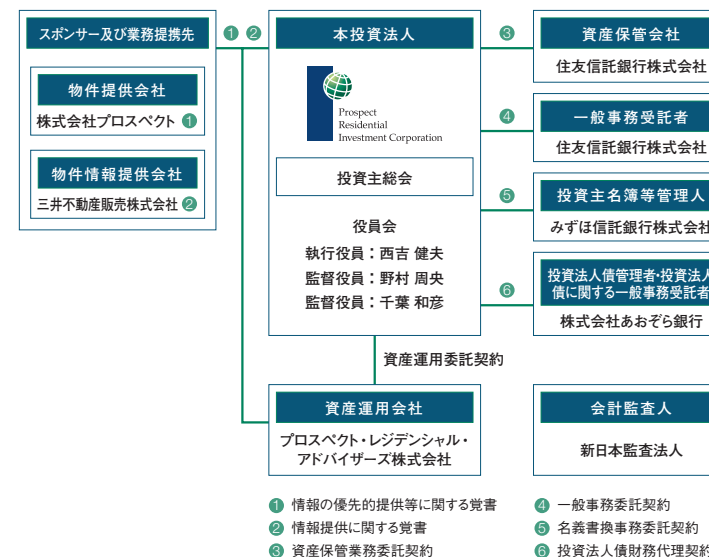 スポンサー及び業務提携先
物件提供会社
株式会社プロスペクト ①
物件情報提供会社
三井不動産販売株式会社 ②
① ②
本投資法人
Prospect
Residential
Investment Corporation
投資主総会
役員会
執行役員：西吉 健夫
監督役員：野村 周央
監督役員：千葉 和彦
③
資産保管会社
住友信託銀行株式会社
④
一般事務受託者
住友信託銀行株式会社
⑤
投資主名簿等管理人
みずほ信託銀行株式会社
⑥
投資法人債管理者・投資法人
債に関する一般事務受託者
株式会社あおぞら銀行
資産運用委託契約
資産運用会社
プロスペクト・レジデンシャル・
アドバイザーズ株式会社
会計監査人
新日本監査法人
① 情報の優先的提供等に関する覚書
② 情報提供に関する覚書
③ 資産保管業務委託契約
④ 一般事務委託契約
⑤ 名義書換事務委託契約
⑥ 投資法人債財務代理契約